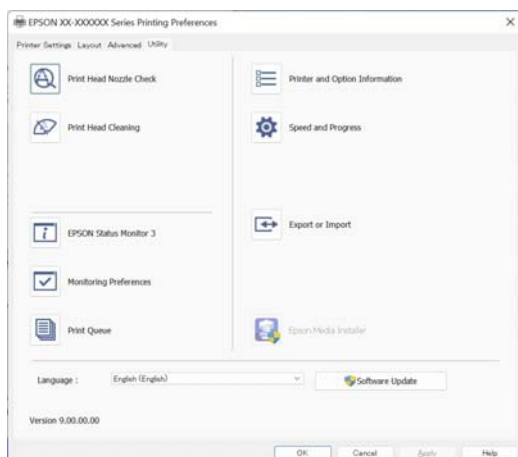 EPSON XX-XXXXXX Series Printing Preferences
Printer Settings Layout Advanced Utility
Print Head Nozzle Check
Printer and Option Information
Print Head Cleaning
Speed and Progress
EPSON Status Monitor 3
Export or Import
Monitoring Preferences
Print Queue
Epson Media Installer
Language :
English (English)
Software Update
Version 9.00.00.00
OK Cancel Apply Help